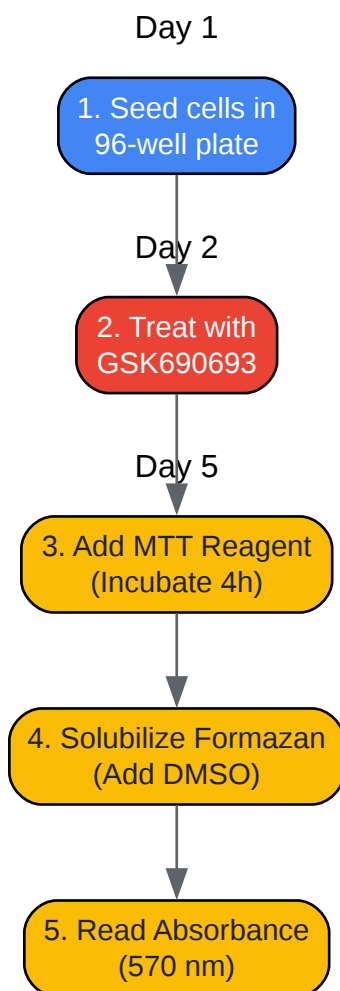 Day 1
1. Seed cells in
96-well plate
Day 2
2. Treat with
GSK690693
Day 5
3. Add MTT Reagent
(Incubate 4h)
4. Solubilize Formazan
(Add DMSO)
5. Read Absorbance
(570 nm)